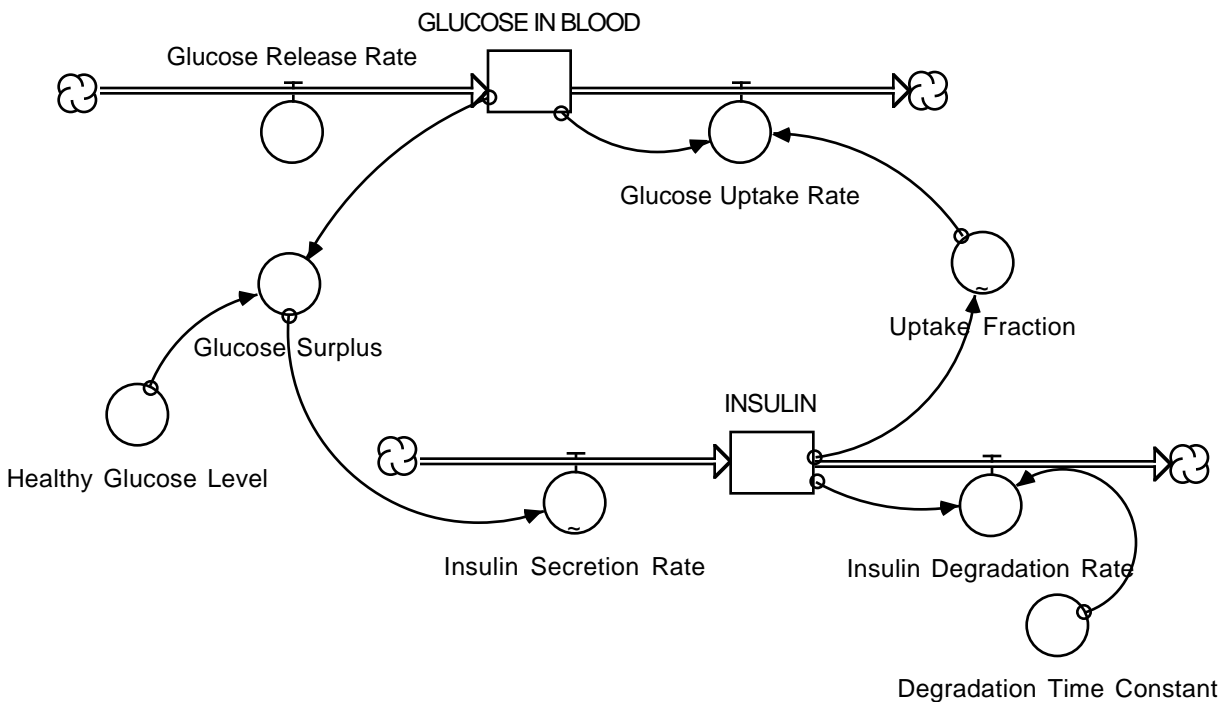 GLUCOSE IN BLOOD
Glucose Release Rate
Glucose Uptake Rate
Uptake Fraction
Glucose Surplus
INSULIN
Healthy Glucose Level
Insulin Secretion Rate
Insulin Degradation Rate
Degradation Time Constant